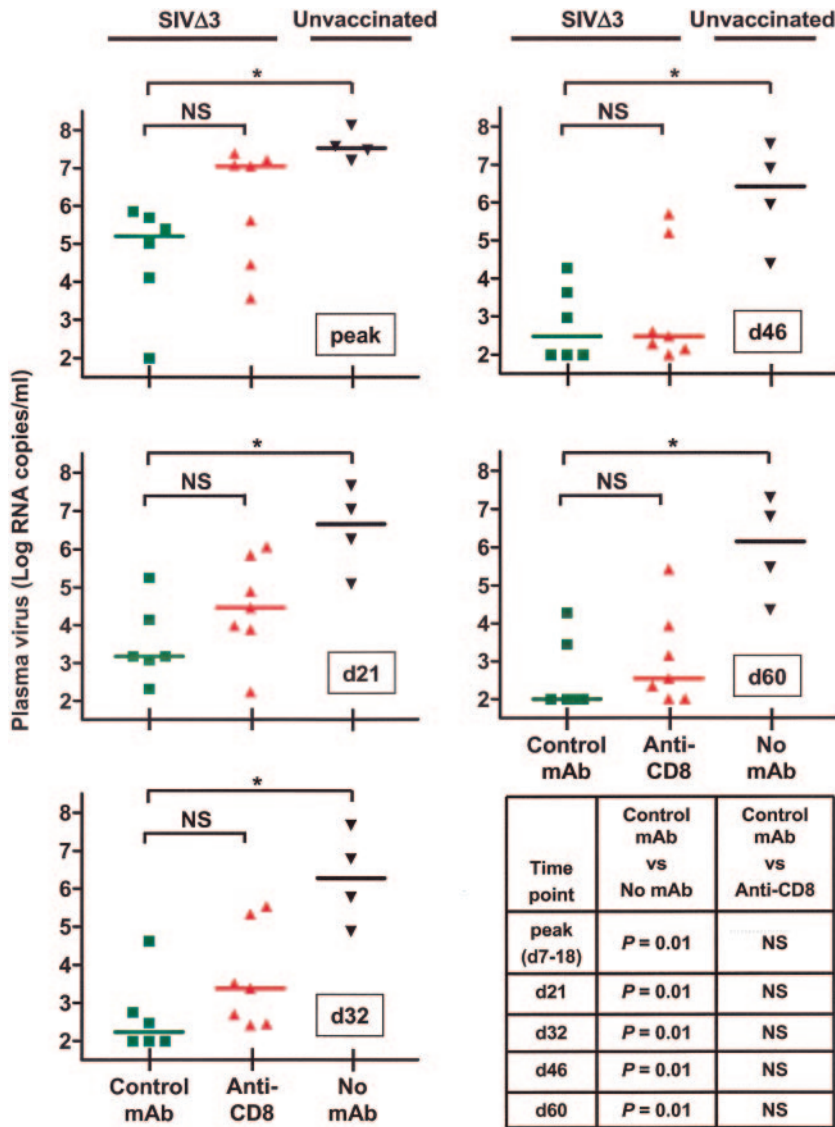 SIVΔ3 Unvaccinated
*
NS
8
7
6
5
4
3
2
peak
SIVΔ3 Unvaccinated
*
NS
8
7
6
5
4
3
2
d46
Plasma virus (Log RNA copies/ml)
*
NS
8
7
6
5
4
3
2
d21
*
NS
8
7
6
5
4
3
2
d60
Control Anti- No
mAb CD8 mAb
*
NS
8
7
6
5
4
3
2
d32
Control Anti- No
mAb CD8 mAb
Time
point
Control
mAb
vs
No mAb
Control
mAb
vs
Anti-CD8
peak
(d7-18)
P = 0.01
NS
d21 P = 0.01 NS
d32 P = 0.01 NS
d46 P = 0.01 NS
d60 P = 0.01 NS